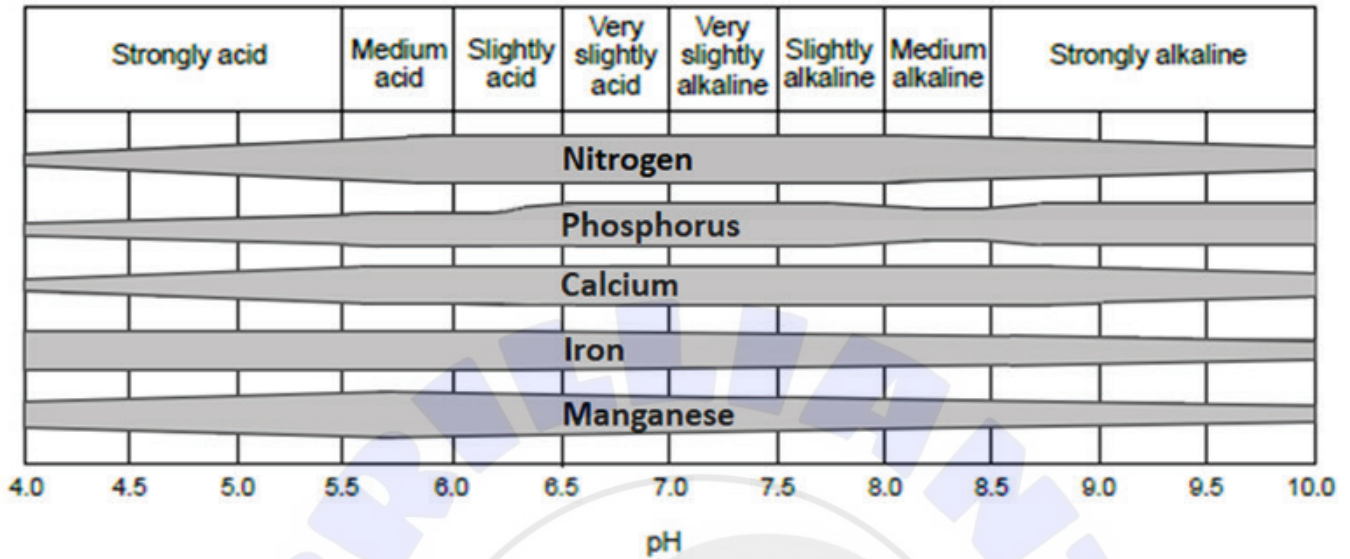 Strongly acid
Medium
acid
Slightly
acid
Very
slightly
acid
Very
slightly
alkaline
Slightly
alkaline
Medium
alkaline
Strongly alkaline
Nitrogen
Phosphorus
Calcium
Iron
Manganese
4.0 4.5 5.0 5.5 6.0 6.5 7.0 7.5 8.0 8.5 9.0 9.5 10.0
pH